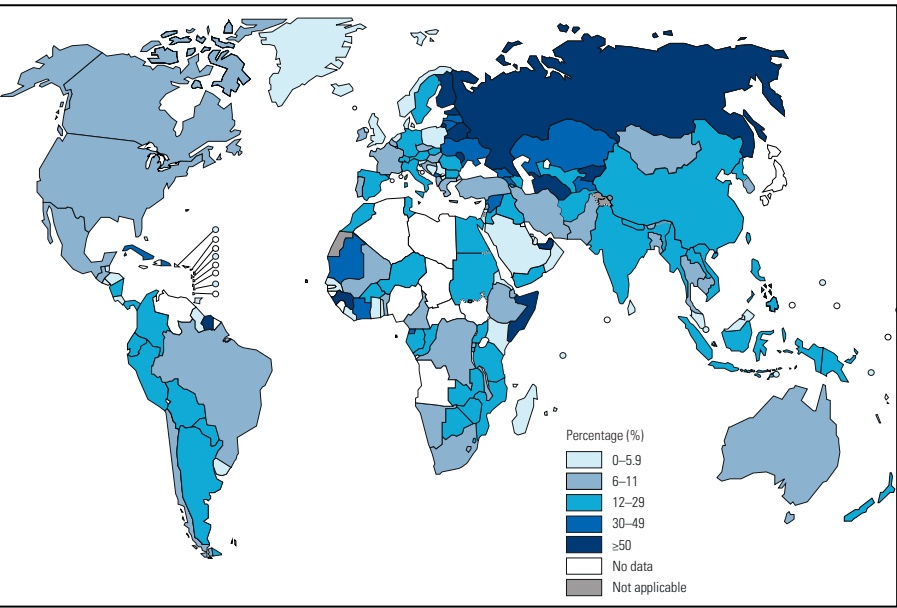 Percentage (%)
0–5.9
6–11
12–29
30–49
≥50
No data
Not applicable